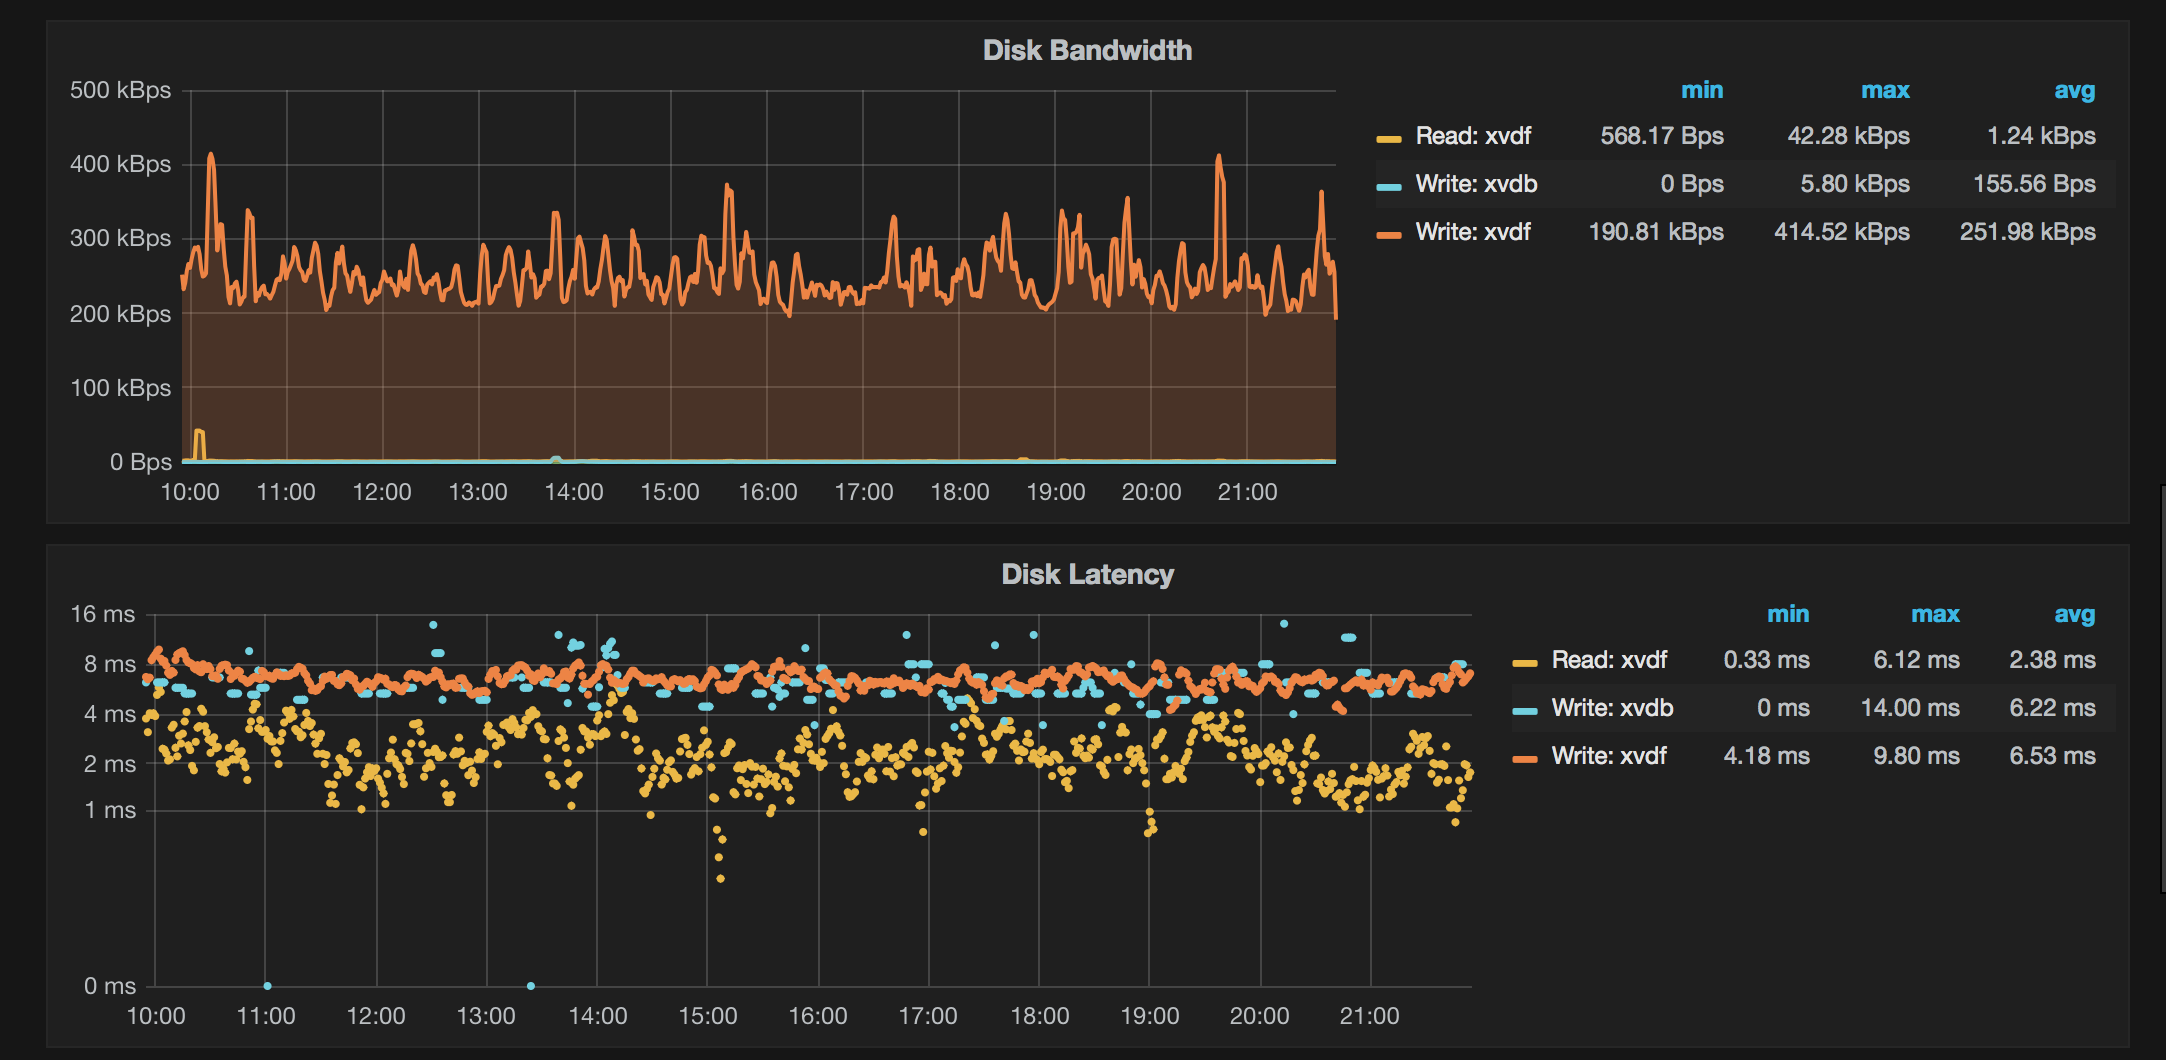 Disk Bandwidth
min max avg
Read: xvdf 568.17 Bps 42.28 kBps 1.24 kBps
Write: xvdb 0 Bps 5.80 kBps 155.56 Bps
Write: xvdf 190.81 kBps 414.52 kBps 251.98 kBps
500 kBps
400 kBps
300 kBps
200 kBps
100 kBps
0 Bps
10:00 11:00 12:00 13:00 14:00 15:00 16:00 17:00 18:00 19:00 20:00 21:00
Disk Latency
min max avg
Read: xvdf 0.33 ms 6.12 ms 2.38 ms
Write: xvdb 0 ms 14.00 ms 6.22 ms
Write: xvdf 4.18 ms 9.80 ms 6.53 ms
16 ms
8 ms
4 ms
2 ms
1 ms
0 ms
10:00 11:00 12:00 13:00 14:00 15:00 16:00 17:00 18:00 19:00 20:00 21:00